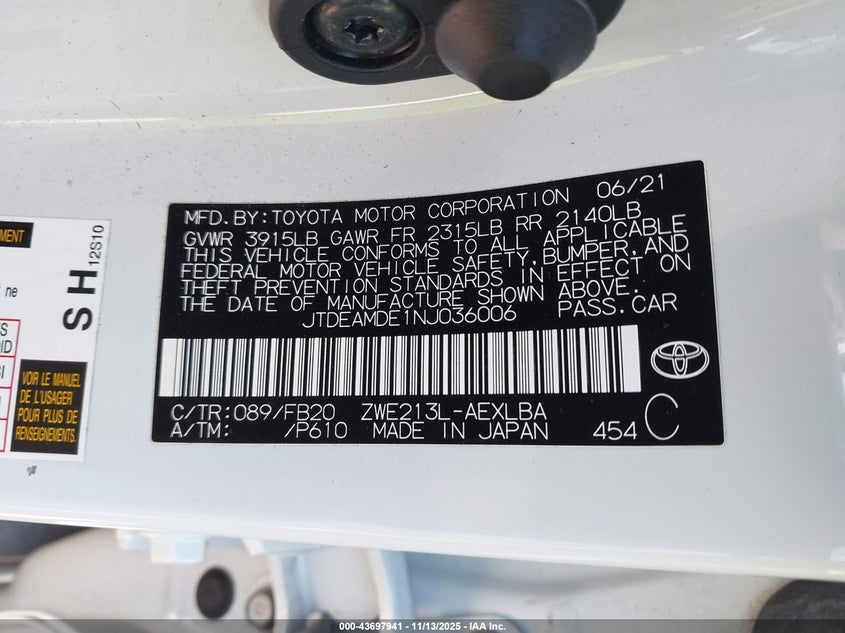 MFD.BY:TOYOTA MOTOR CORPORATION 06/21
GVWR 3915LB GAWR FR 2315LB RR 2140LB
THIS VEHICLE CONFORMS TO ALL APPLICABLE
FEDERAL MOTOR VEHICLE SAFETY,BUMPER,AND
THEFT PREVENTION STANDARDS IN EFFECT ON
THE DATE OF MANUFACTURE SHOWN ABOVE.
JTDEAMDE1NJ036006 PASS.CAR
C/TR:089/FB20 ZWE213L-AEXLBA
A/TM: /P610 MADE IN JAPAN 454 C
SH
12S10
ne
VOIR LE MANUEL
DE L'USAGER
POUR PLUS DE
RENSEIGNEMENTS
000-43697941 - 11/13/2025 - IAA Inc.